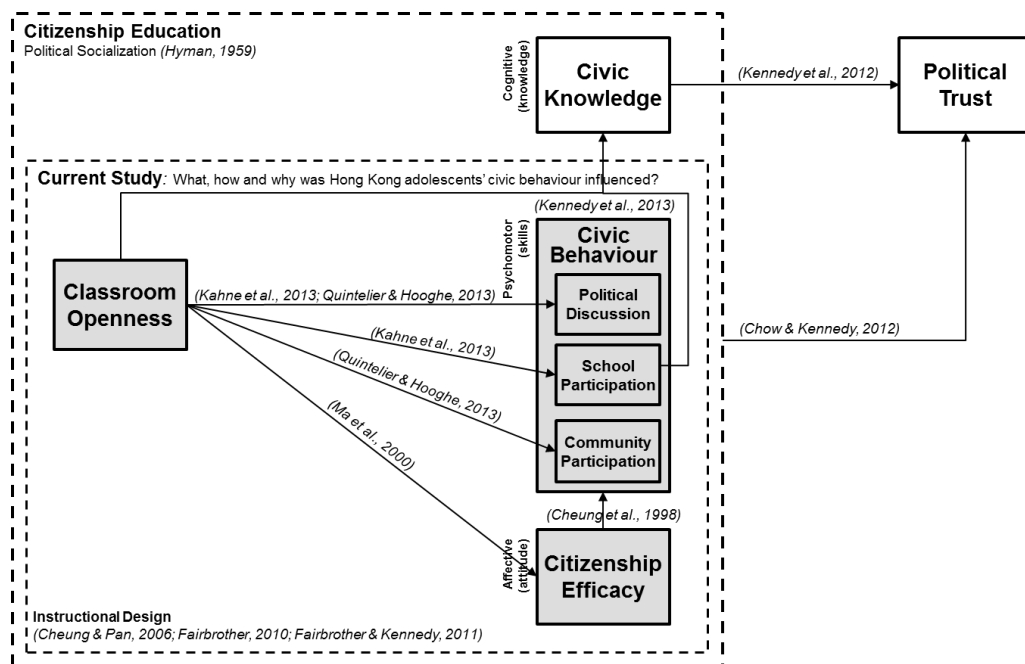 Citizenship Education
Political Socialization (Hyman, 1959)
Cognitive
(knowledge)
Civic
Knowledge
(Kennedy et al., 2012)
Political
Trust
Current Study: What, how and why was Hong Kong adolescents' civic behaviour influenced?
(Kennedy et al., 2013)
Psychomotor
(skills)
Civic
Behaviour
Classroom
Openness
(Kahne et al., 2013; Quintelier & Hooghe, 2013)
Political
Discussion
(Kahne et al., 2013)
School
Participation
(Chow & Kennedy, 2012)
(Quintelier & Hooghe, 2013)
Community
Participation
(Ma et al., 2000)
(Cheung et al., 1998)
Affective
(attitude)
Citizenship
Efficacy
Instructional Design
(Cheung & Pan, 2006; Fairbrother, 2010; Fairbrother & Kennedy, 2011)